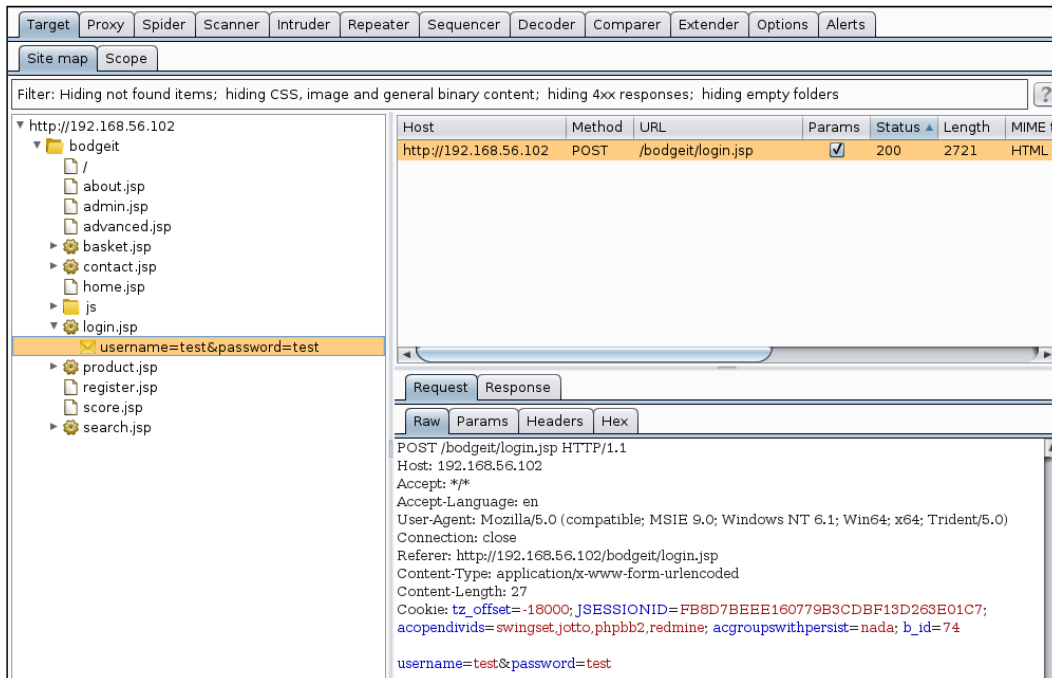 Target Proxy Spider Scanner Intruder Repeater Sequencer Decoder Comparer Extender Options Alerts
Site map Scope
Filter: Hiding not found items; hiding CSS, image and general binary content; hiding 4xx responses; hiding empty folders ?
http://192.168.56.102
bodgeit
/
about.jsp
admin.jsp
advanced.jsp
basket.jsp
contact.jsp
home.jsp
js
login.jsp
username=test&password=test
product.jsp
register.jsp
score.jsp
search.jsp
Host Method URL Params Status Length MIME
http://192.168.56.102 POST /bodgeit/login.jsp 200 2721 HTML
Request Response
Raw Params Headers Hex
POST /bodgeit/login.jsp HTTP/1.1
Host: 192.168.56.102
Accept: */*
Accept-Language: en
User-Agent: Mozilla/5.0 (compatible; MSIE 9.0; Windows NT 6.1; Win64; x64; Trident/5.0)
Connection: close
Referer: http://192.168.56.102/bodgeit/login.jsp
Content-Type: application/x-www-form-urlencoded
Content-Length: 27
Cookie: tz_offset=-18000; JSESSIONID=FB8D7BEEE160779B3CDBF13D263E01C7;
acopendivids=swingset,jotto,phpbb2,redmine; acgroupswithpersist=nada; b_id=74
username=test&password=test